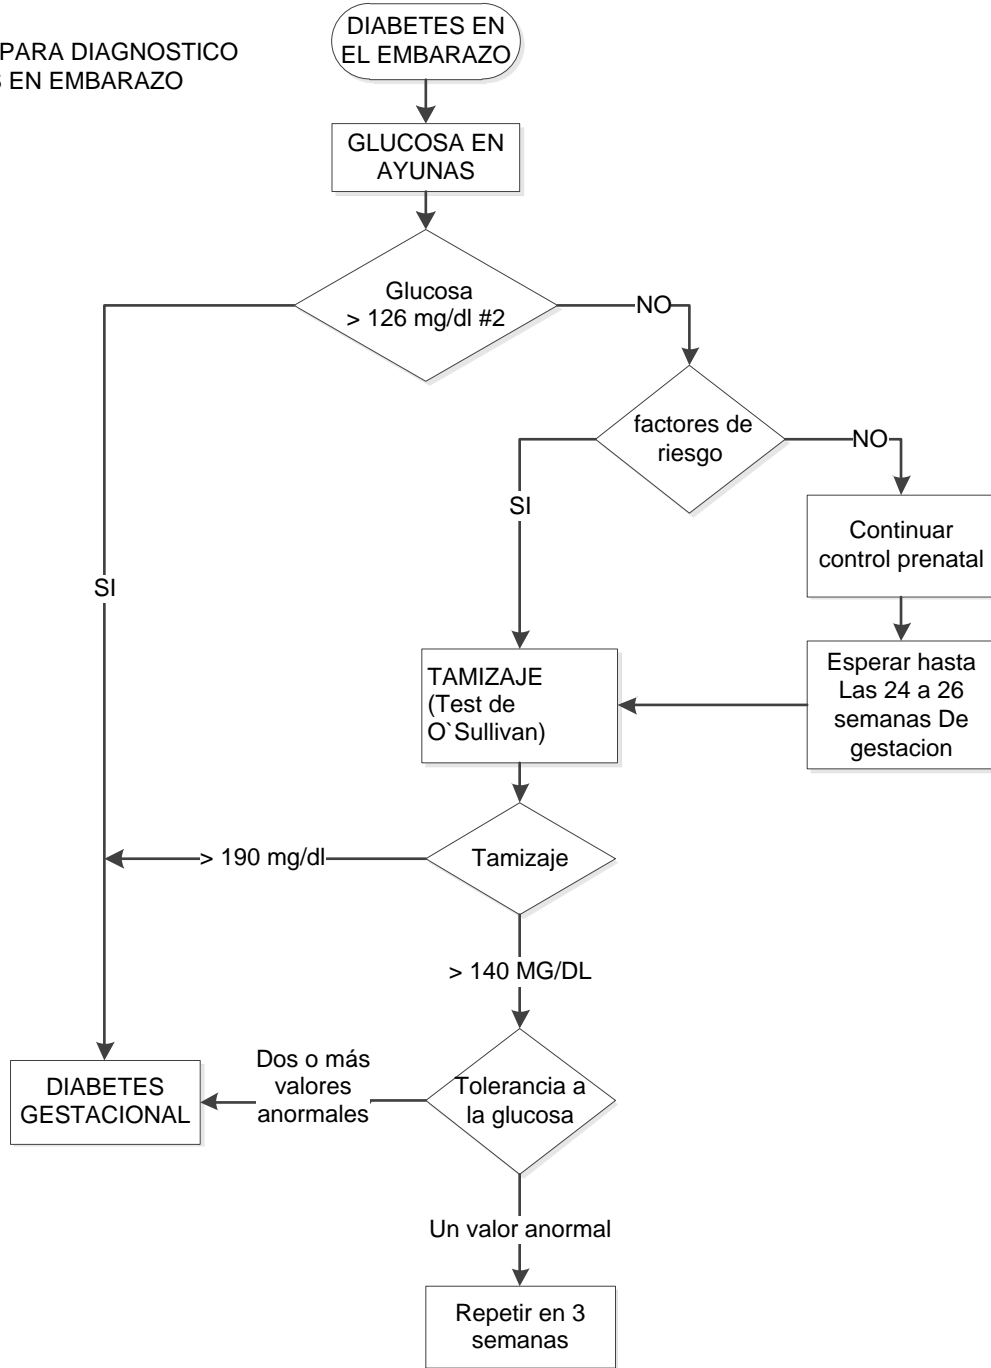 PARA DIAGNOSTICO
EN EMBARAZO
DIABETES EN
EL EMBARAZO
GLUCOSA EN
AYUNAS
Glucosa
> 126 mg/dl #2
NO
factores de
riesgo
NO
SI
Continuar
control prenatal
SI
Esperar hasta
Las 24 a 26
semanas De
gestacion
TAMIZAJE
(Test de
O`Sullivan)
> 190 mg/dl
Tamizaje
> 140 MG/DL
Dos o más
valores
anormales
Tolerancia a
la glucosa
DIABETES
GESTACIONAL
Un valor anormal
Repetir en 3
semanas